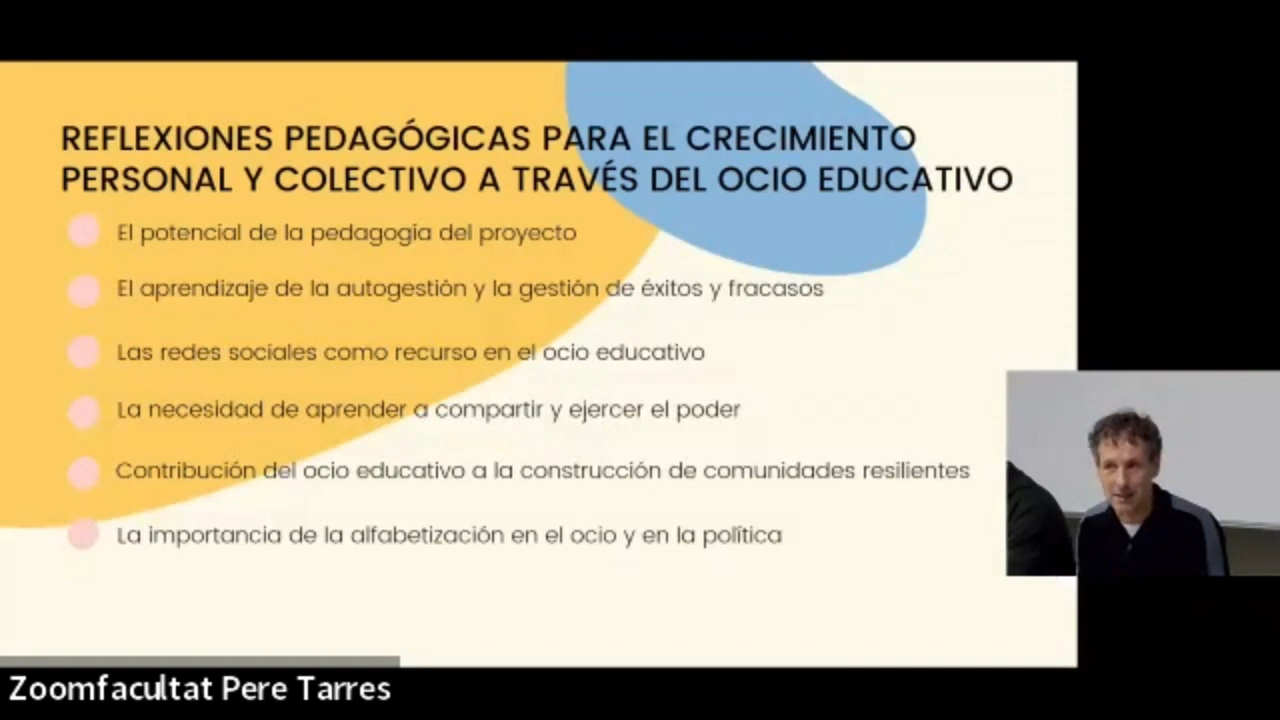 REFLEXIONES PEDAGÓGICAS PARA EL CRECIMIENTO
PERSONAL Y COLECTIVO A TRAVÉS DEL OCIO EDUCATIVO
El potencial de la pedagogía del proyecto
El aprendizaje de la autogestión y la gestión de éxitos y fracasos
Las redes sociales como recurso en el ocio educativo
La necesidad de aprender a compartir y ejercer el poder
Contribución del ocio educativo a la construcción de comunidades resilientes
La importancia de la alfabetización en el ocio y en la política
Zoomfacultat Pere Tarres